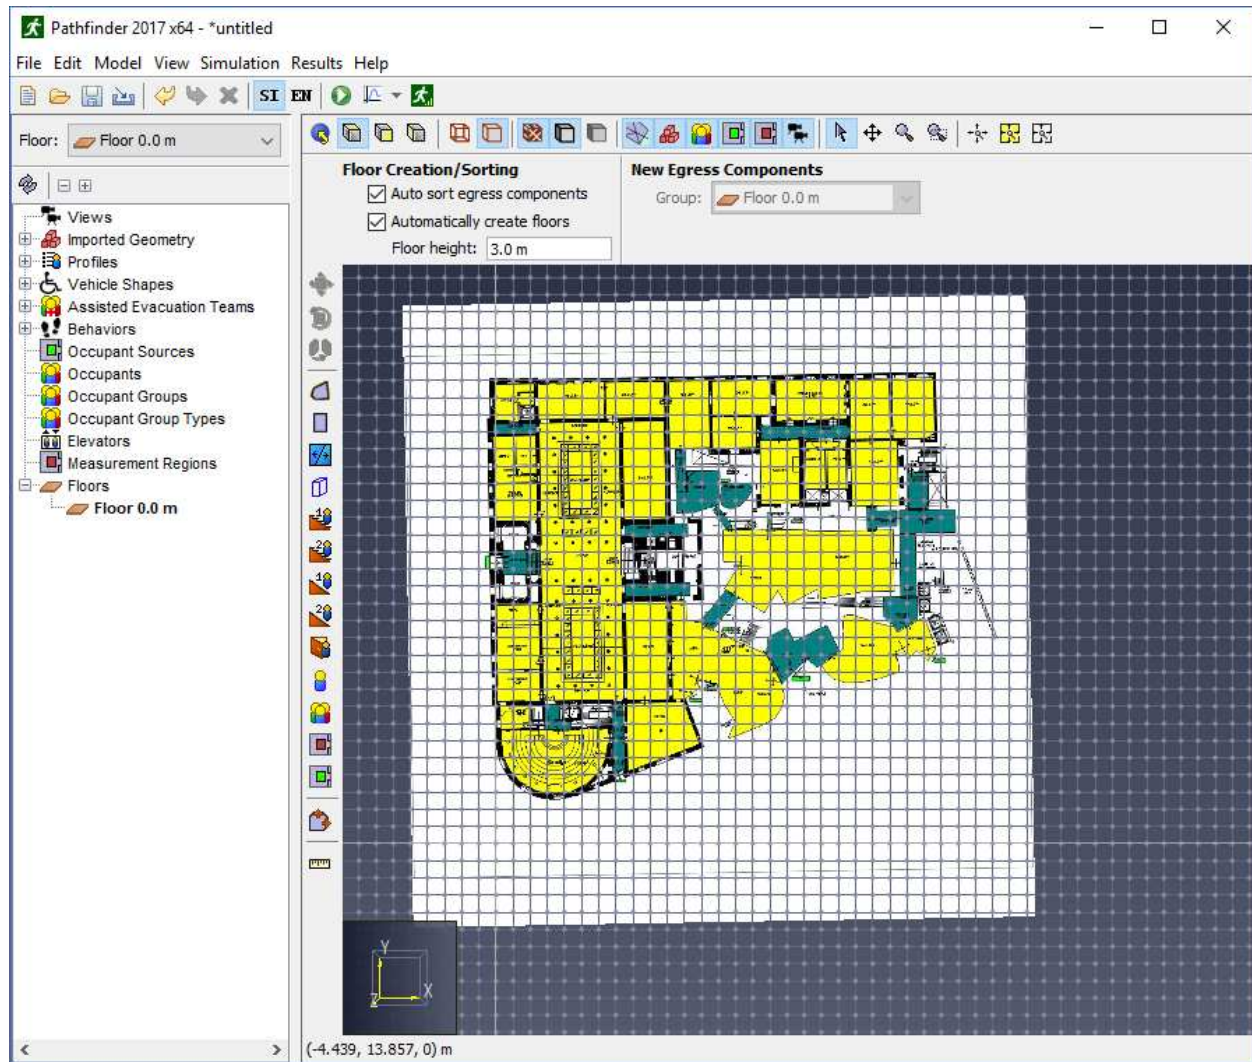 Pathfinder 2017 x64 - *untitled
File Edit Model View Simulation Results Help
SI EN
Floor: Floor 0.0 m
Floor Creation/Sorting
Auto sort egress components
Automatically create floors
Floor height: 3.0 m
New Egress Components
Group: Floor 0.0 m
Views
Imported Geometry
Profiles
Vehicle Shapes
Assisted Evacuation Teams
Behaviors
Occupant Sources
Occupants
Occupant Groups
Occupant Group Types
Elevators
Measurement Regions
Floors
Floor 0.0 m
Y
Z
X
(-4.439, 13.857, 0) m